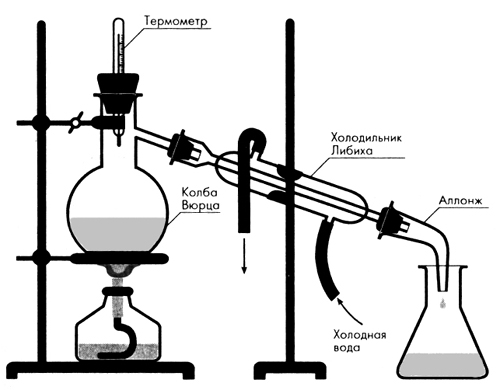 Термометр
Холодильник
Либиха
Колба
Вюрца
Аллонж
Холодная
вода